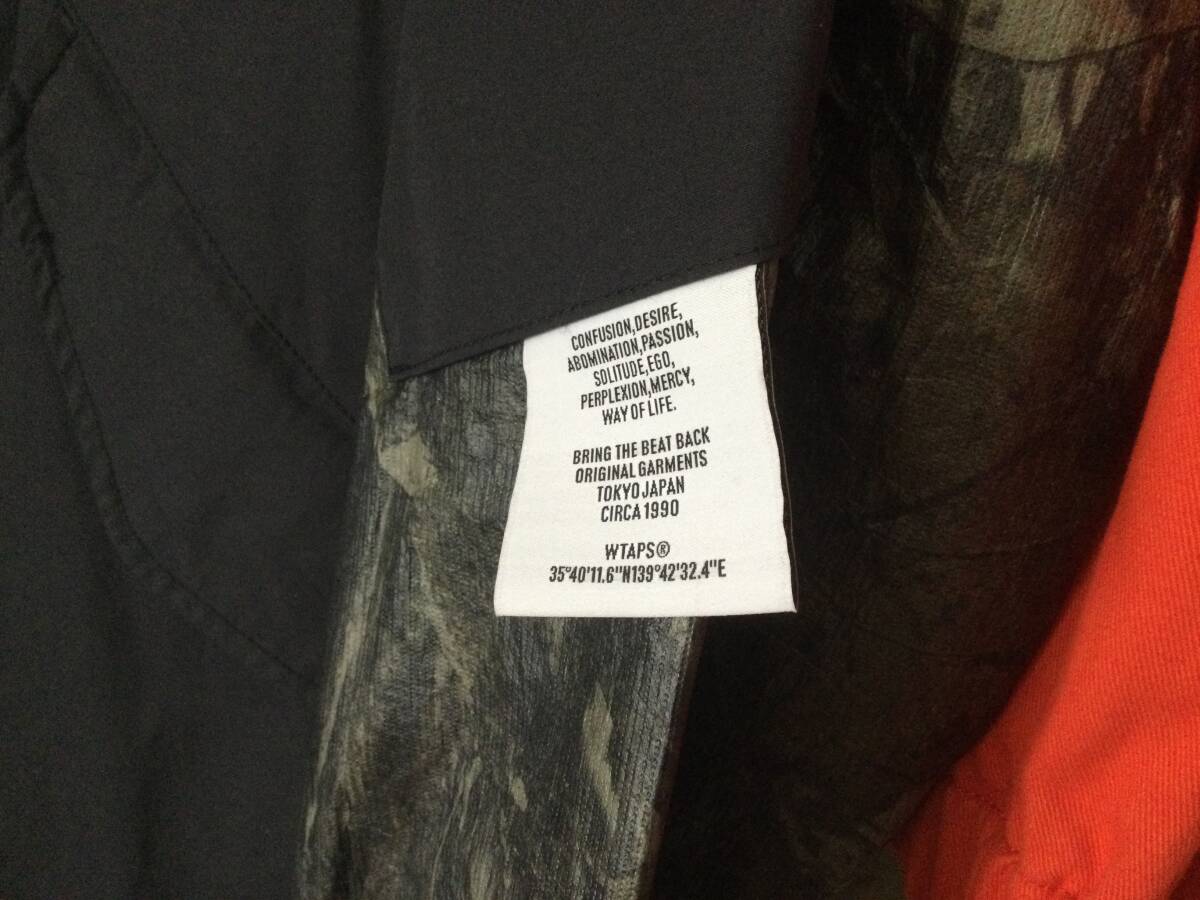 CONFUSION,DESIRE,
ABOMINATION,PASSION,
SOLITUDE,EGO,
PERPLEXION,MERCY,
WAY OF LIFE.
BRING THE BEAT BACK
ORIGINAL GARMENTS
TOKYO JAPAN
CIRCA 1990
WTAPS®
35°40'11.6"N139°42'32.4"E